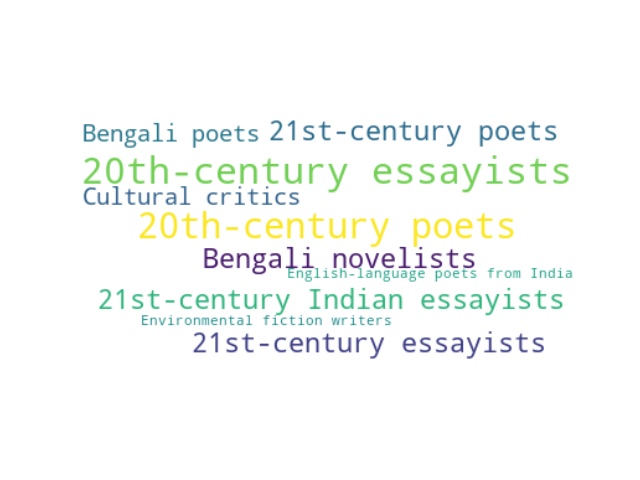 Bengali poets 21st-century poets
20th-century essayists
Cultural critics
20th-century poets
Bengali novelists
English-language poets from India
21st-century Indian essayists
Environmental fiction writers
21st-century essayists